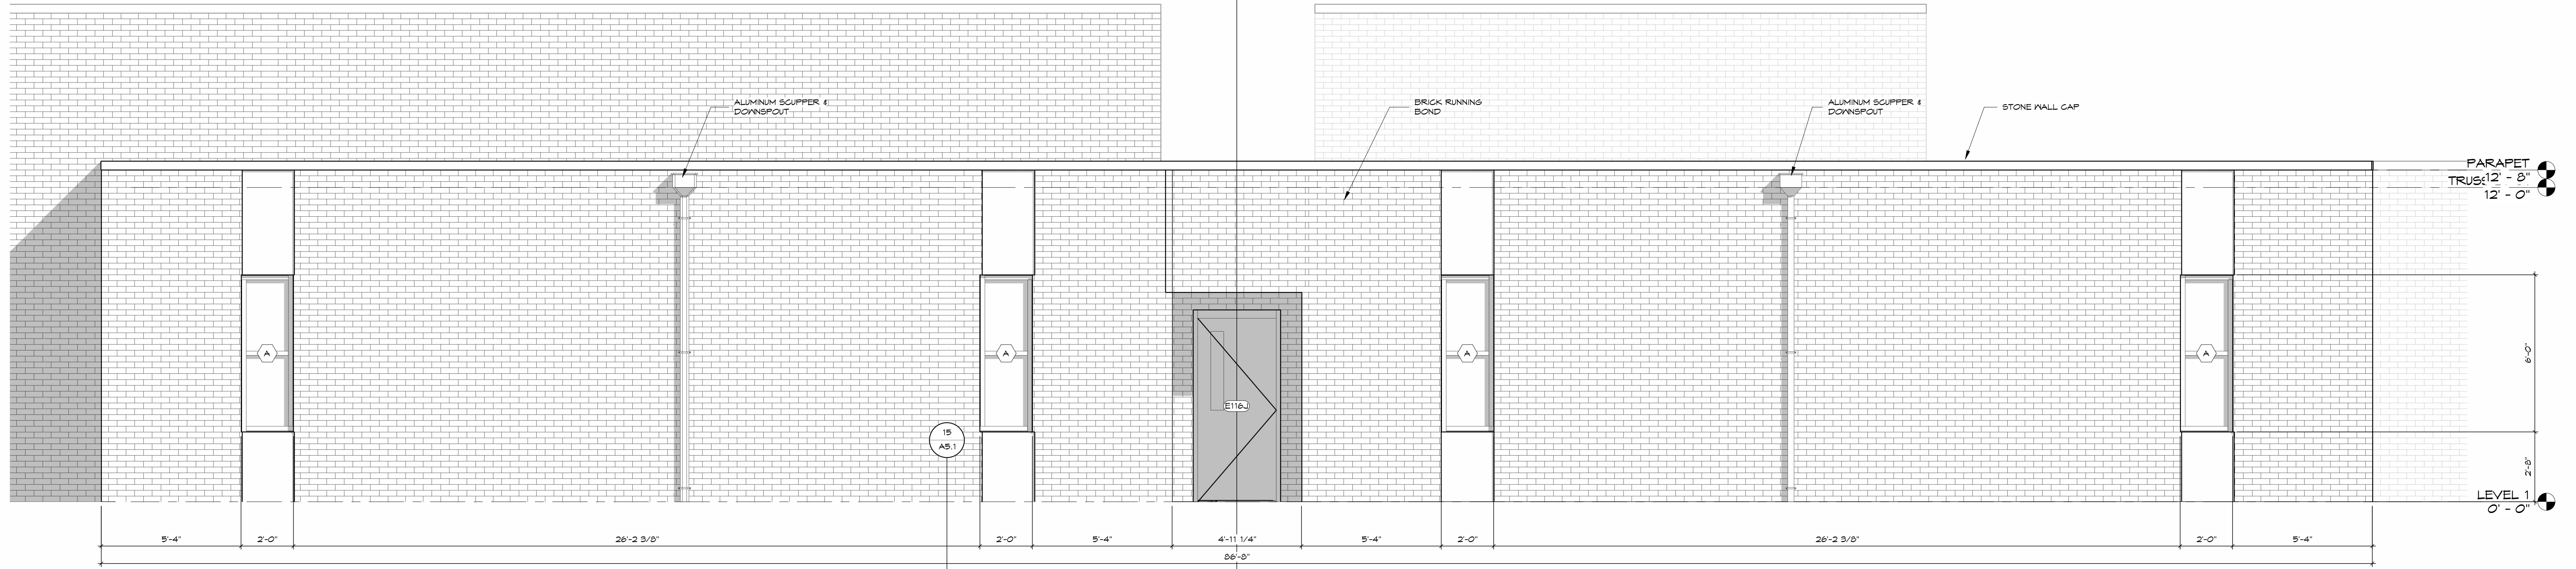 ALUMINUM SCUPPER &
DOWNSPOUT
BRICK RUNNING
BOND
ALUMINUM SCUPPER &
DOWNSPOUT
STONE WALL CAP
PARAPET
12' - 8"
12' - 0"
A
A
A
A
6'-0"
E116J
15
A5.1
2'-8"
LEVEL 1
0' - 0"
5'-4"
2'-0"
26'-2 3/8"
2'-0"
5'-4"
4'-11 1/4"
5'-4"
2'-0"
26'-2 3/8"
2'-0"
5'-4"
86'-8"